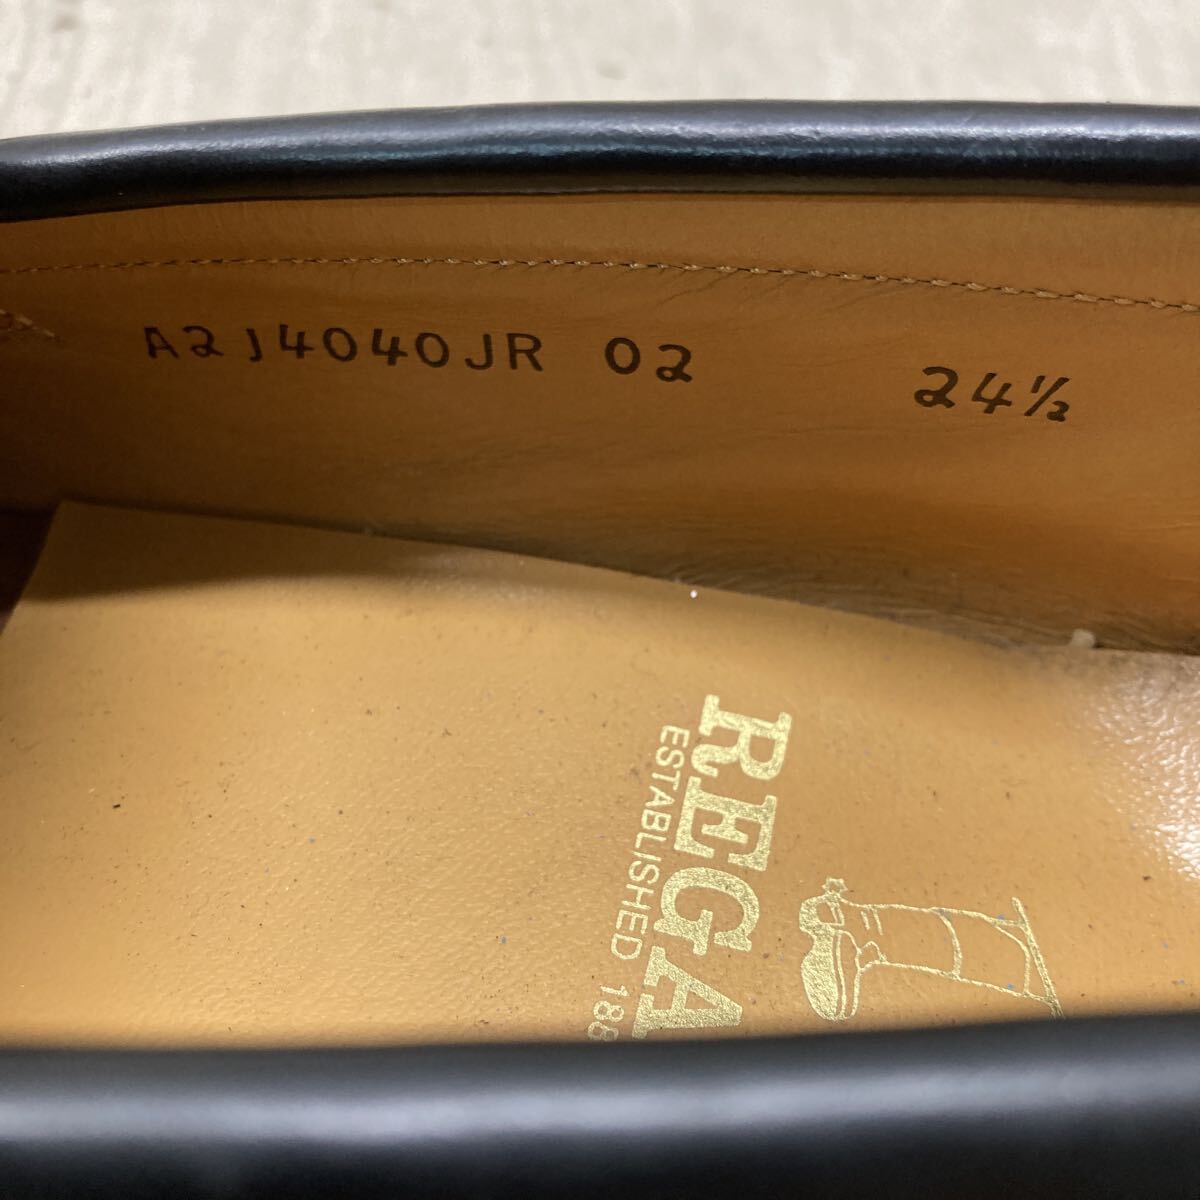 A2J4040JR 02 24½
REGA
ESTABLISHED 188